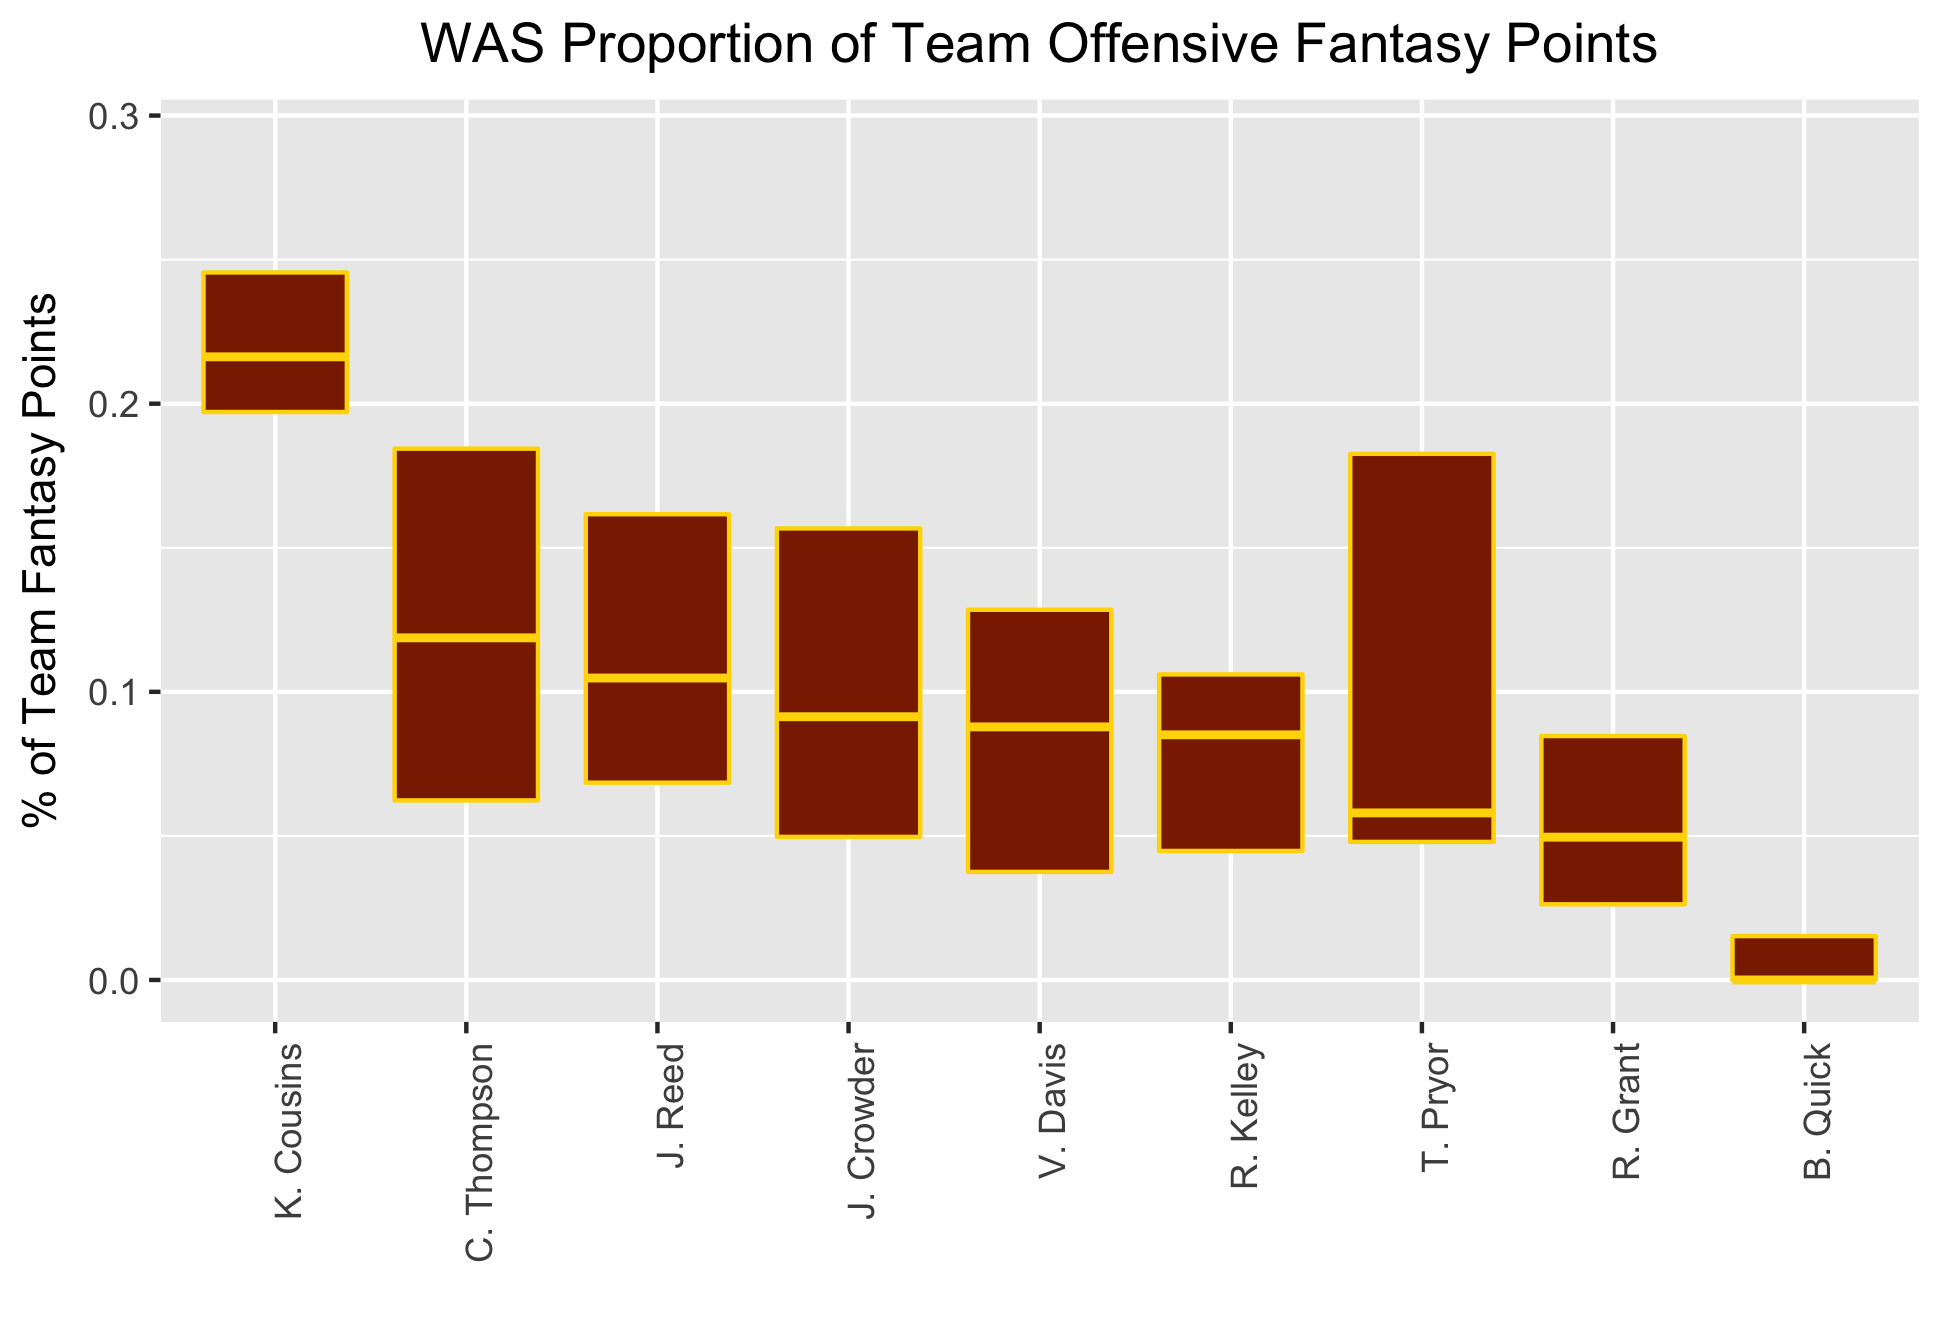 WAS Proportion of Team Offensive Fantasy Points
% of Team Fantasy Points
0.3
0.2
0.1
0.0
K. Cousins
C. Thompson
J. Reed
J. Crowder
V. Davis
R. Kelley
T. Pryor
R. Grant
B. Quick